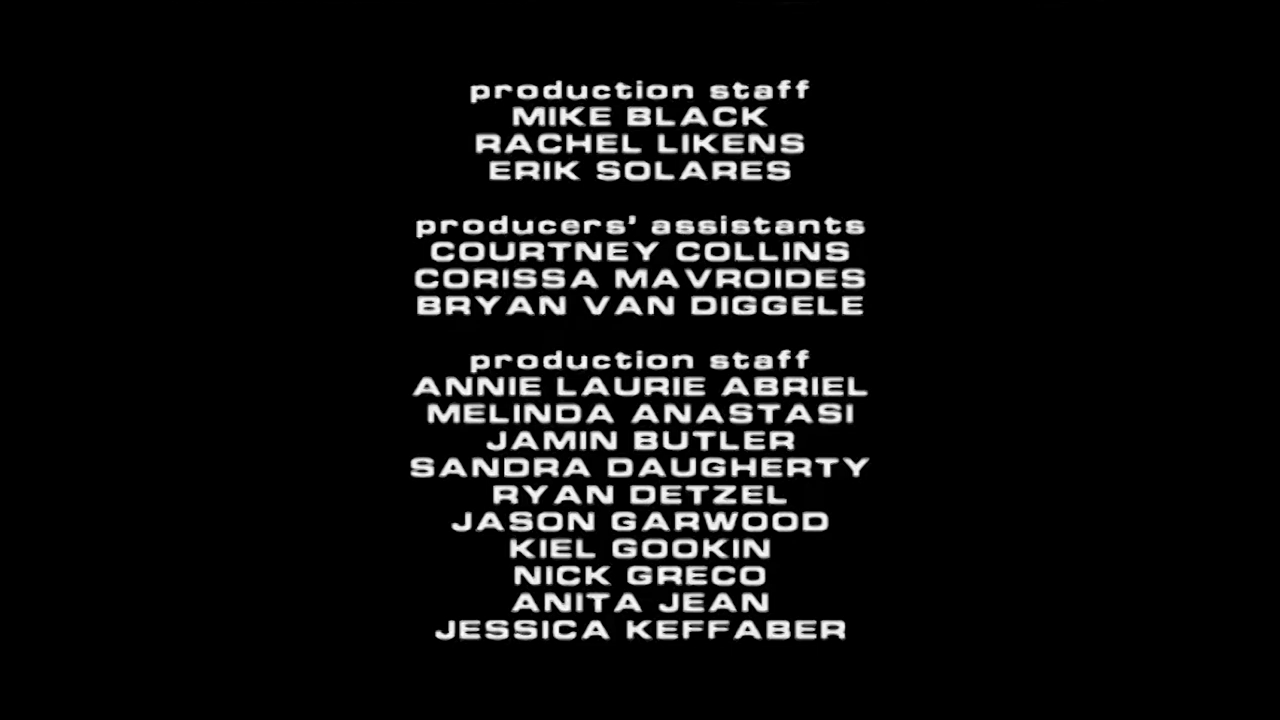 production staff
MIKE BLACK
RACHEL LIKENS
ERIK SOLARES
producers' assistants
COURTNEY COLLINS
CORISSA MAVROIDES
BRYAN VAN DIGGELE
production staff
ANNIE LAURIE ABRIEL
MELINDA ANASTASI
JAMIN BUTLER
SANDRA DAUGHERTY
RYAN DETZEL
JASON GARWOOD
KIEL GOOKIN
NICK GRECO
ANITA JEAN
JESSICA KEFFABER